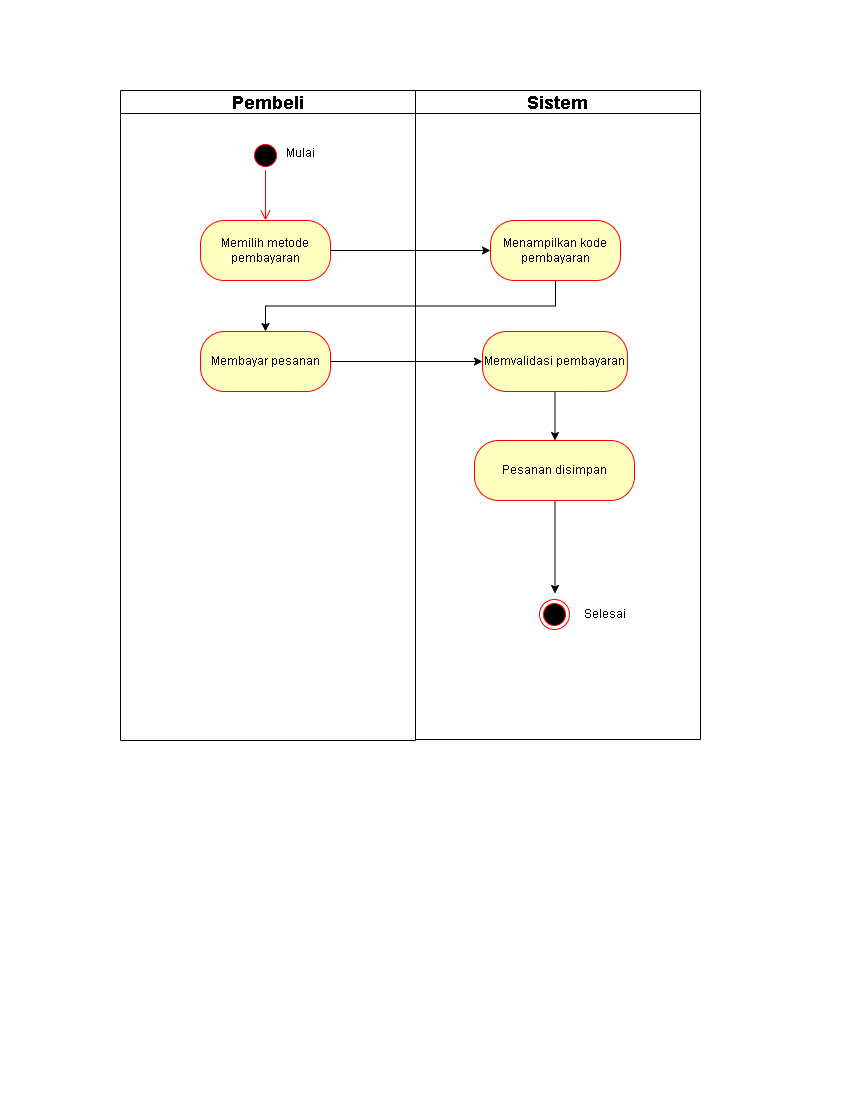 Pembeli
Sistem
Mulai
Memilih metode
pembayaran
Menampilkan kode
pembayaran
Membayar pesanan
Memvalidasi pembayaran
Pesanan disimpan
Selesai